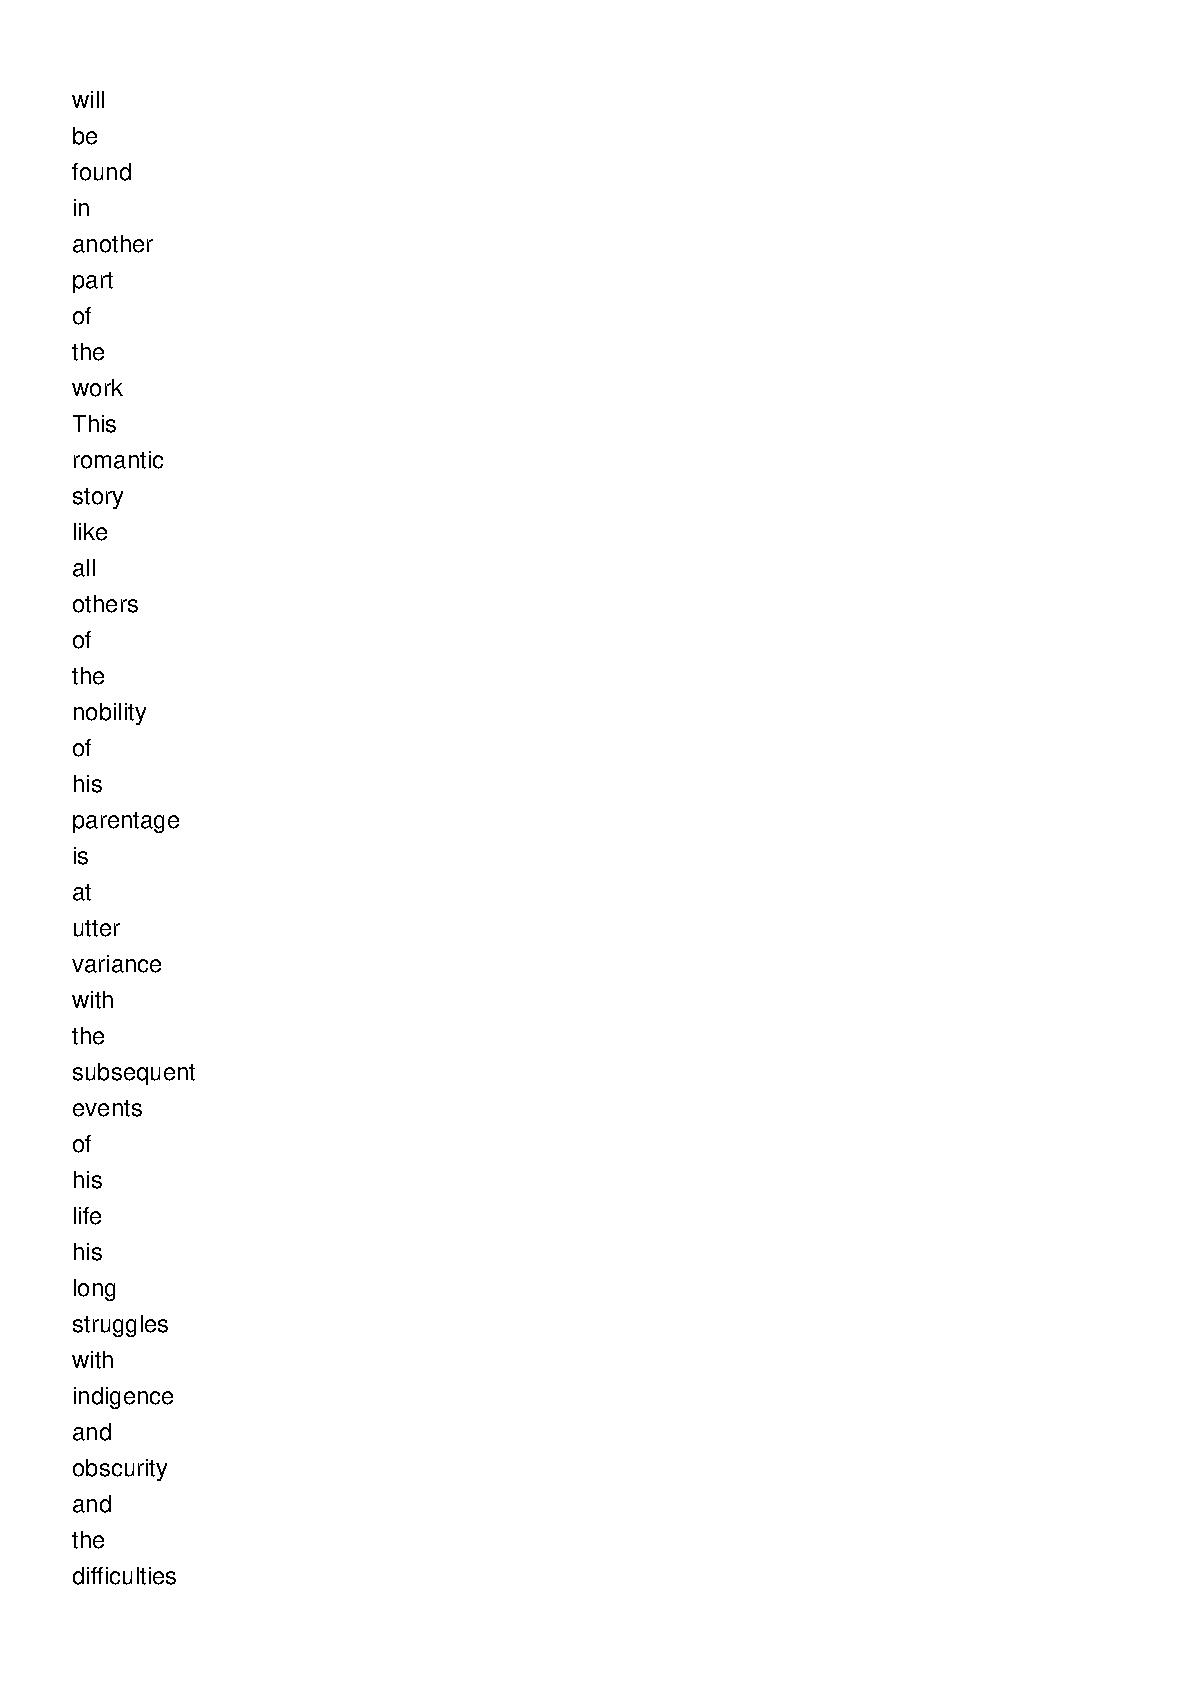 will
be
found
in
another
part
of
the
work
This
romantic
story
like
all
others
of
the
nobility
of
his
parentage
is
at
utter
variance
with
the
subsequent
events
of
his
life
his
long
struggles
with
indigence
and
obscurity
and
the
difficulties